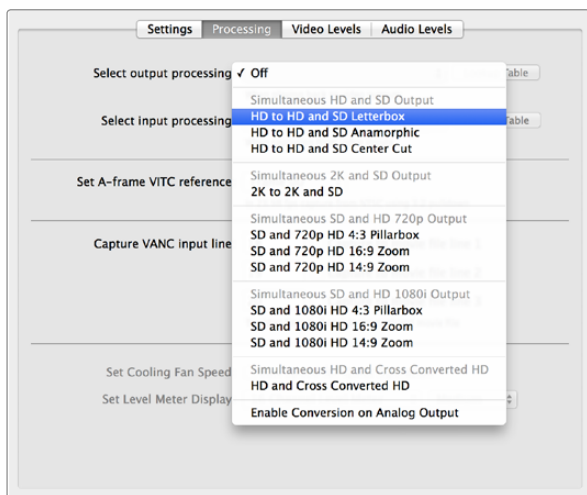 Settings Processing Video Levels Audio Levels
Select output processing ✓ Off Table
Simultaneous HD and SD Output
HD to HD and SD Letterbox
Select input processing HD to HD and SD Anamorphic Table
HD to HD and SD Center Cut
Simultaneous 2K and SD Output
Set A-frame VITC reference 2K to 2K and SD
Simultaneous SD and HD 720p Output
SD and 720p HD 4:3 Pillarbox
Capture VANC input line SD and 720p HD 16:9 Zoom
SD and 720p HD 14:9 Zoom
Simultaneous SD and HD 1080i Output
SD and 1080i HD 4:3 Pillarbox
SD and 1080i HD 16:9 Zoom
SD and 1080i HD 14:9 Zoom
Set Cooling Fan Speed Simultaneous HD and Cross Converted HD
HD and Cross Converted HD
Set Level Meter Display
Enable Conversion on Analog Output